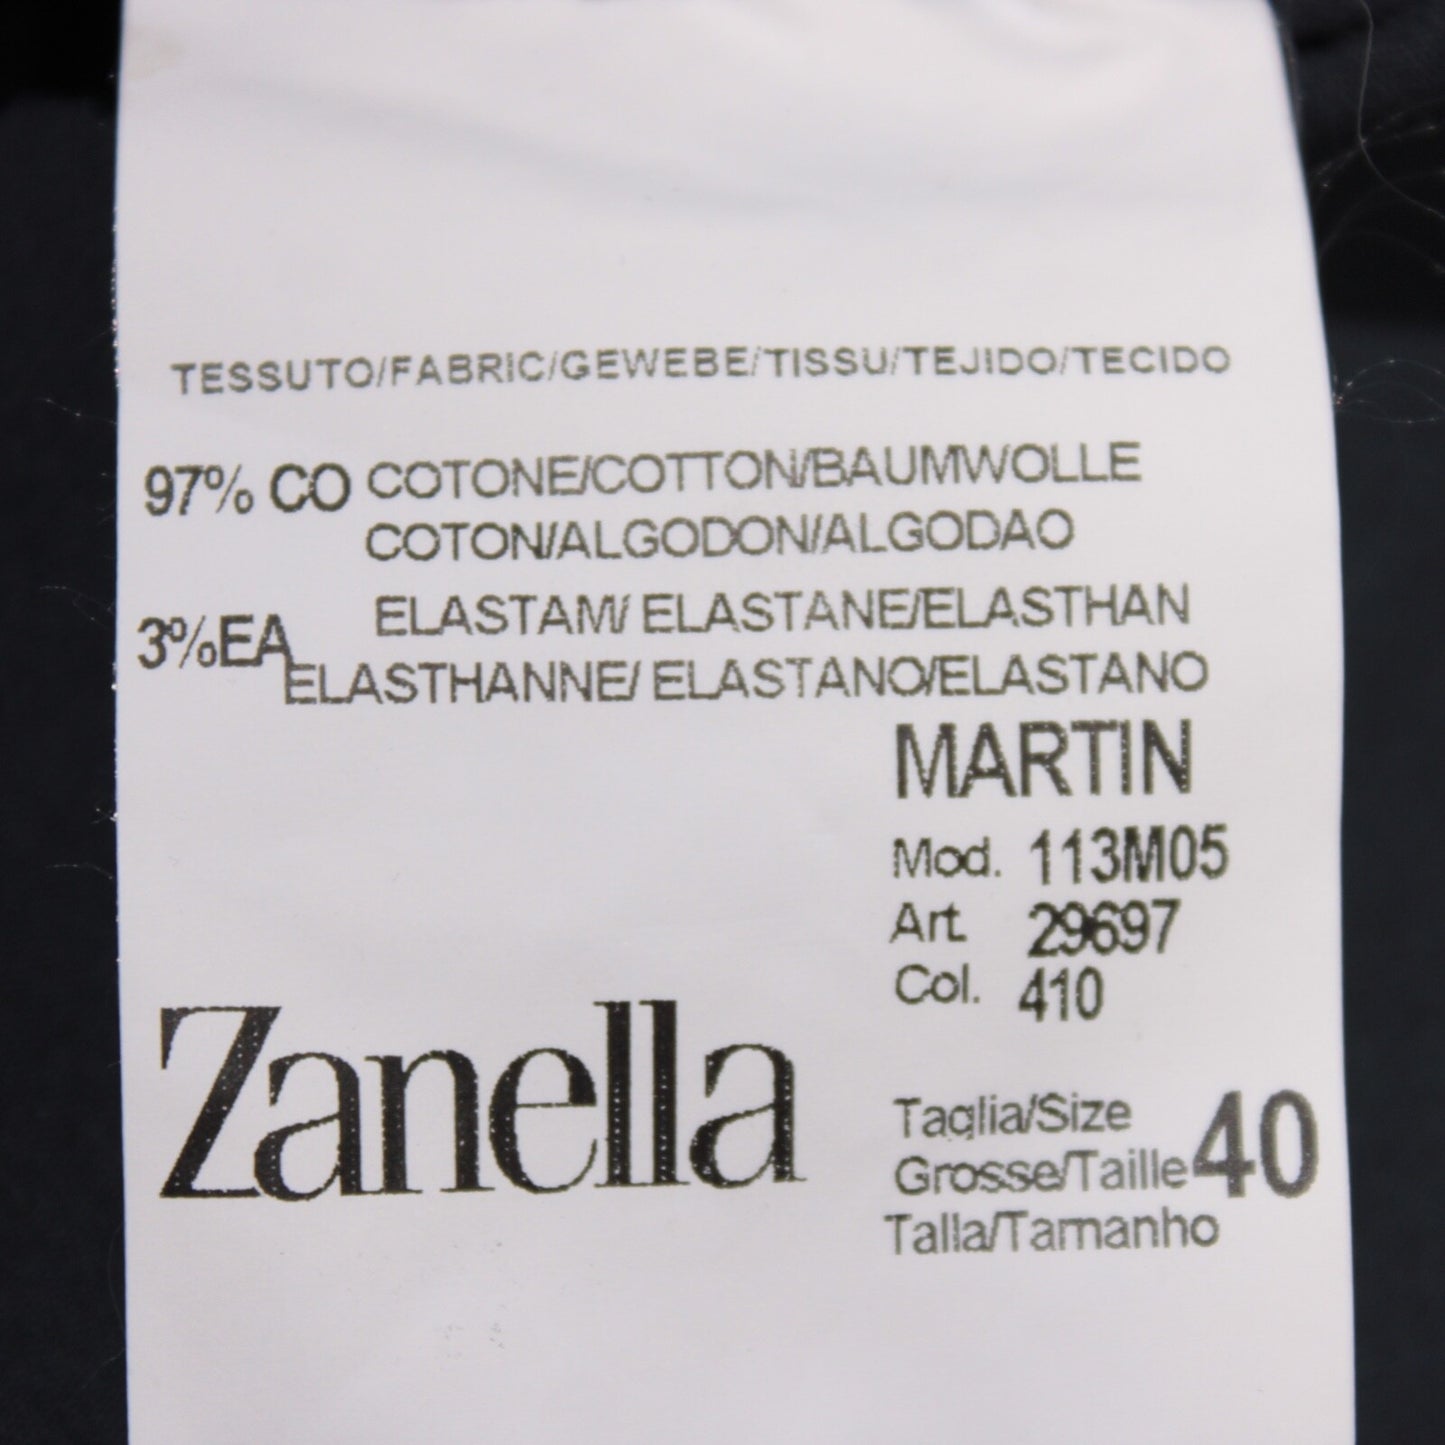 TESSUTO/FABRIC/GEWEBE/TISSU/TEJIDO/TECIDO
97% CO COTONE/COTTON/BAUMWOLLE
COTON/ALGODON/ALGODAO
3%EA ELASTAM/ ELASTANE/ELASTHAN
ELASTHANNE/ ELASTANO/ELASTANO
MARTIN
Mod. 113M05
Art. 29697
Col. 410
Zanella
Taglia/Size
Grosse/Taille 40
Talla/Tamanho